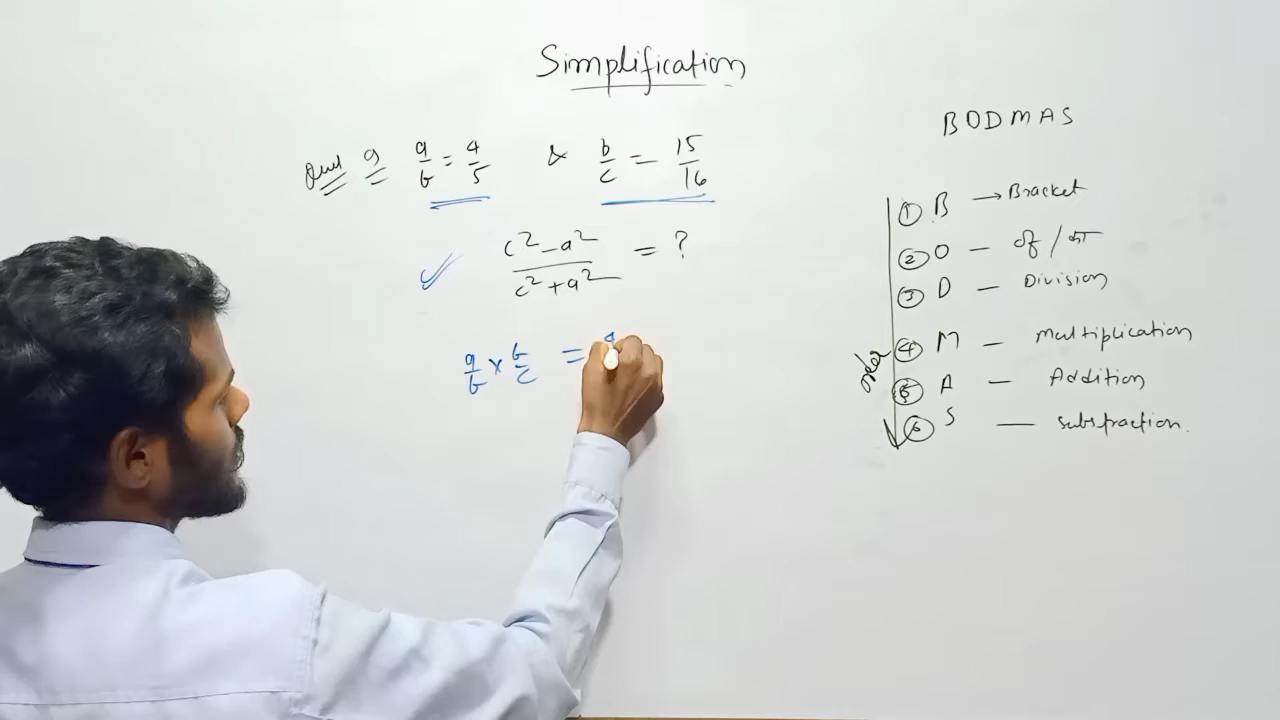 Simplification
Ques 9 a/b = 4/5 & b/c = 15/16
c²-a²/c²+a² = ?
a/b × b/c = a
BODMAS
① B → Bracket
② O — of/
③ D — Division
④ M — Multiplication
⑤ A — Addition
⑥ S — Subtraction.
order